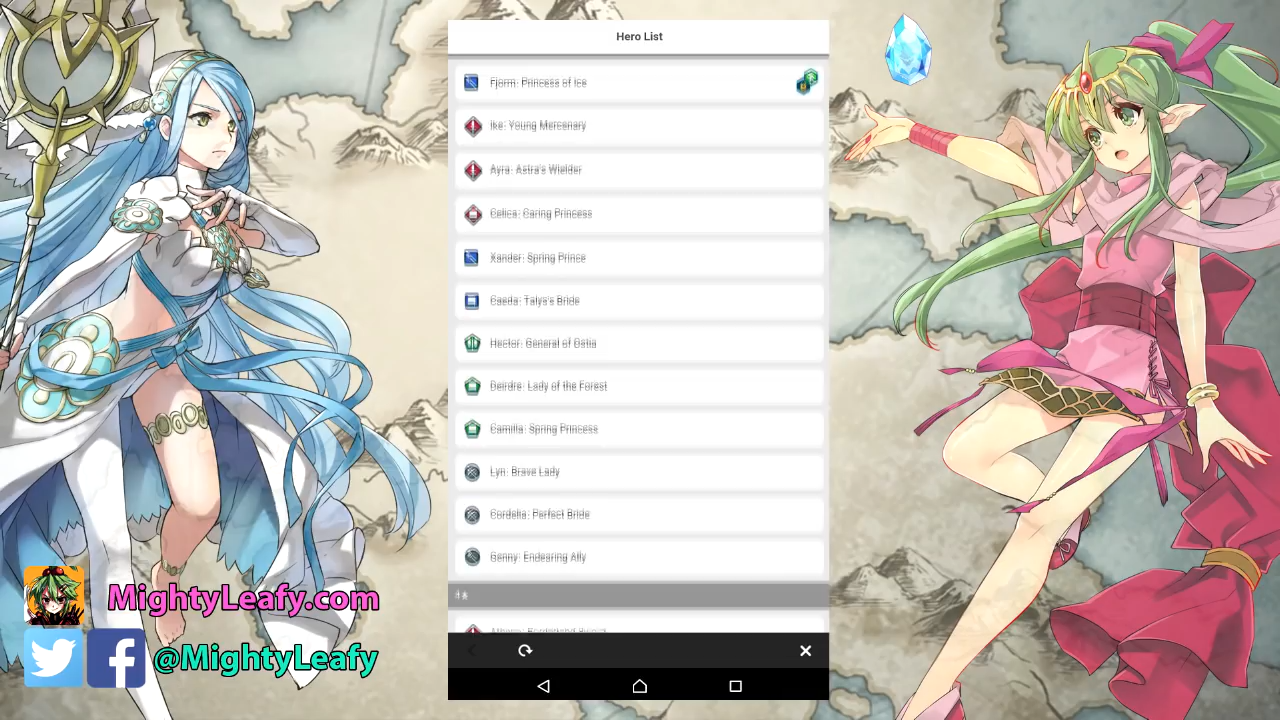 Hero List
Fjorm: Princess of Ice
Ike: Young Mercenary
Ayra: Astra's Wielder
Celica: Caring Princess
Xander: Spring Prince
Caeda: Talys's Bride
Hector: General of Ostia
Deirdre: Lady of the Forest
Camilla: Spring Princess
Lyn: Brave Lady
Cordelia: Perfect Bride
Genny: Endearing Ally
4★
MightyLeafy.com
@MightyLeafy